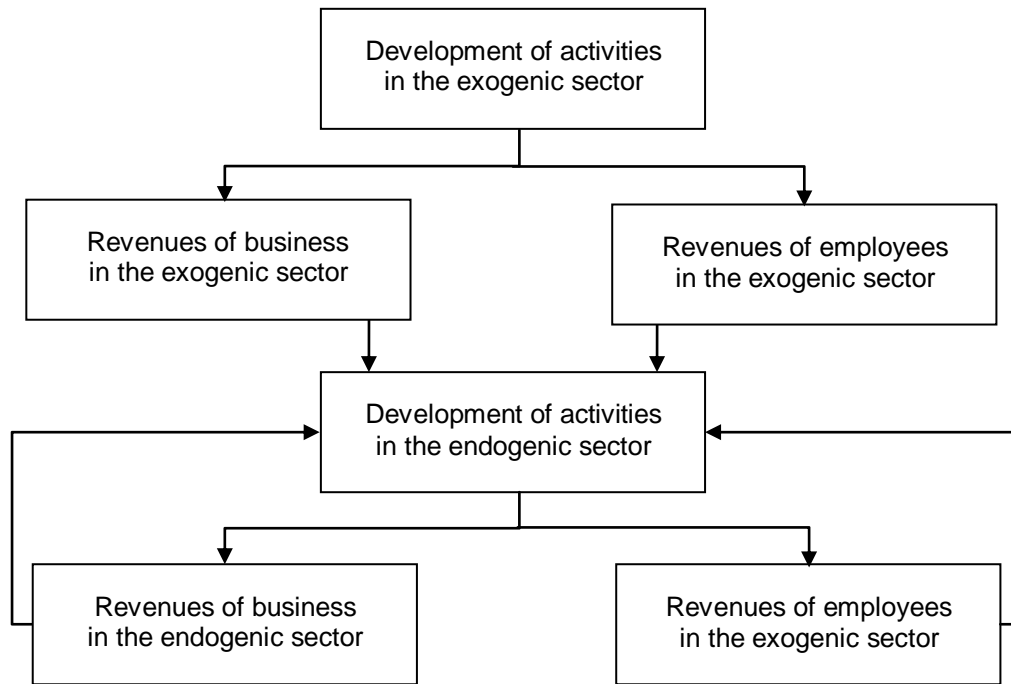 Development of activities
in the exogenic sector
Revenues of business
in the exogenic sector
Revenues of employees
in the exogenic sector
Development of activities
in the endogenic sector
Revenues of business
in the endogenic sector
Revenues of employees
in the exogenic sector